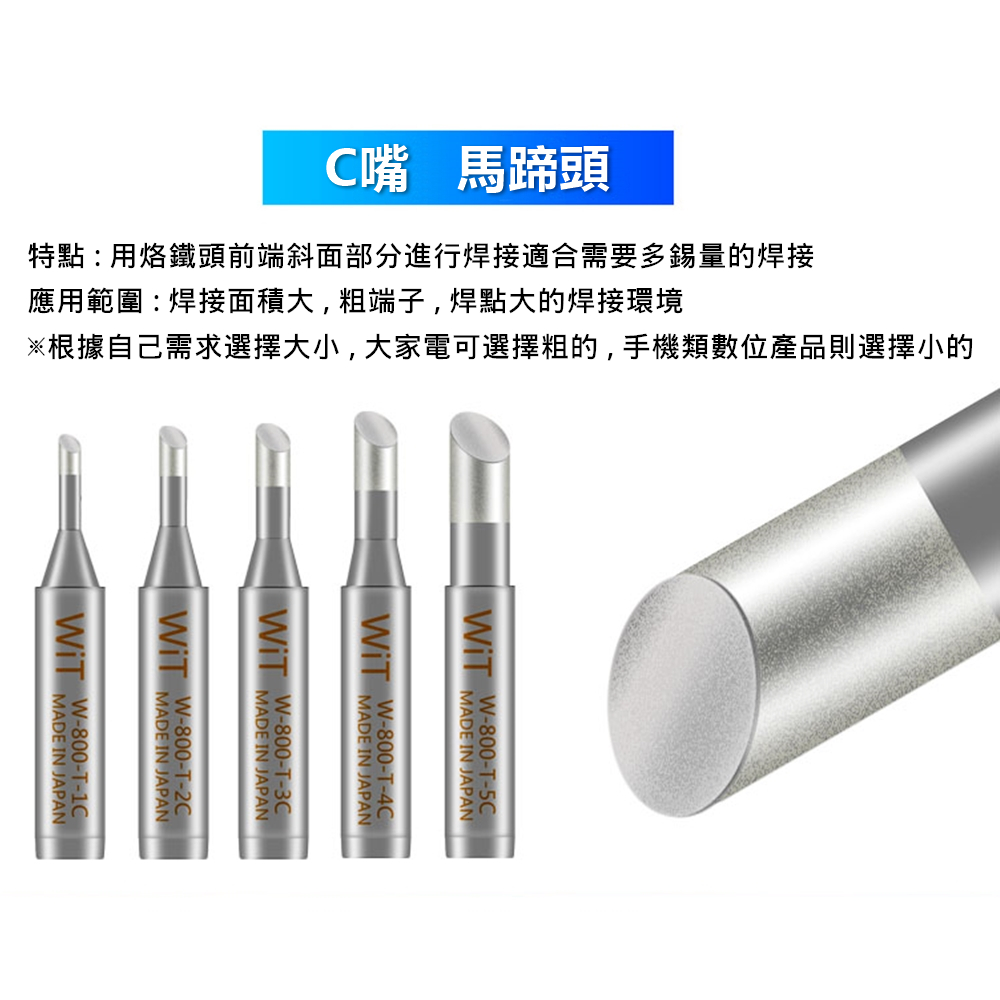 C嘴 馬蹄頭
特點 : 用烙鐵頭前端斜面部分進行焊接適合需要多錫量的焊接
應用範圍 : 焊接面積大 , 粗端子 , 焊點大的焊接環境
※根據自己需求選擇大小 , 大家電可選擇粗的 , 手機類數位產品則選擇小的
WiT W-800-T-1C
MADE IN JAPAN
WiT W-800-T-2C
MADE IN JAPAN
WiT W-800-T-3C
MADE IN JAPAN
WiT W-800-T-4C
MADE IN JAPAN
WiT W-800-T-5C
MADE IN JAPAN